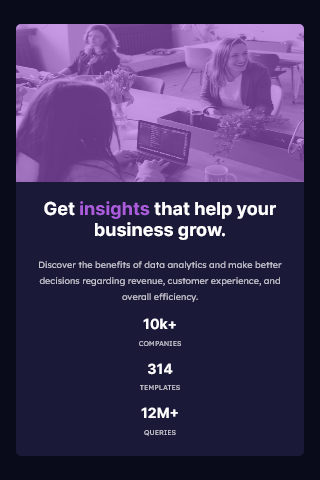 Get insights that help your
business grow.
Discover the benefits of data analytics and make better
decisions regarding revenue, customer experience, and
overall efficiency.
10k+
COMPANIES
314
TEMPLATES
12M+
QUERIES